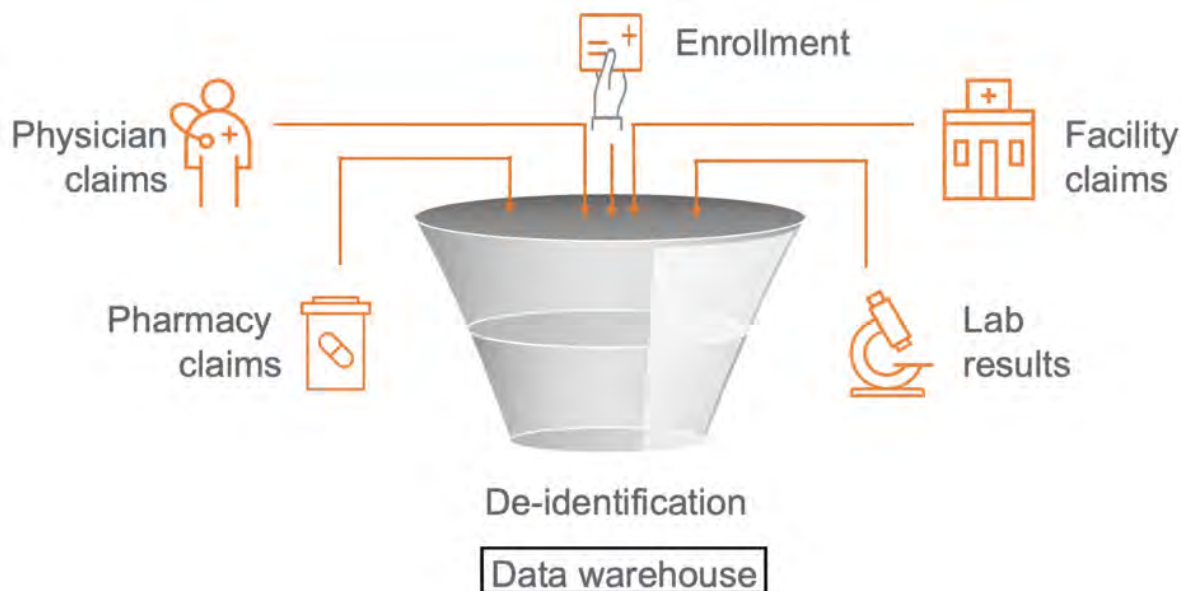 Enrollment
Physician
claims
Facility
claims
Pharmacy
claims
Lab
results
De-identification
Data warehouse